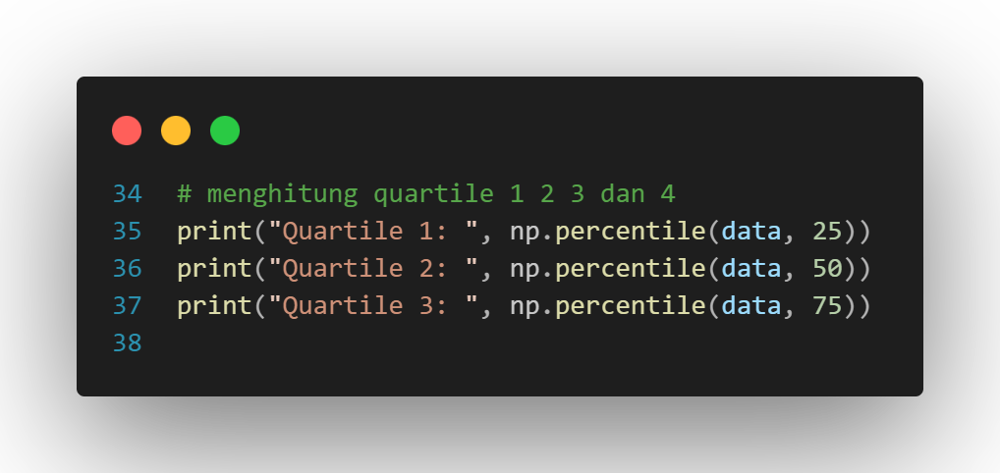 34 # menghitung quartile 1 2 3 dan 4
35 print("Quartile 1: ", np.percentile(data, 25))
36 print("Quartile 2: ", np.percentile(data, 50))
37 print("Quartile 3: ", np.percentile(data, 75))
38